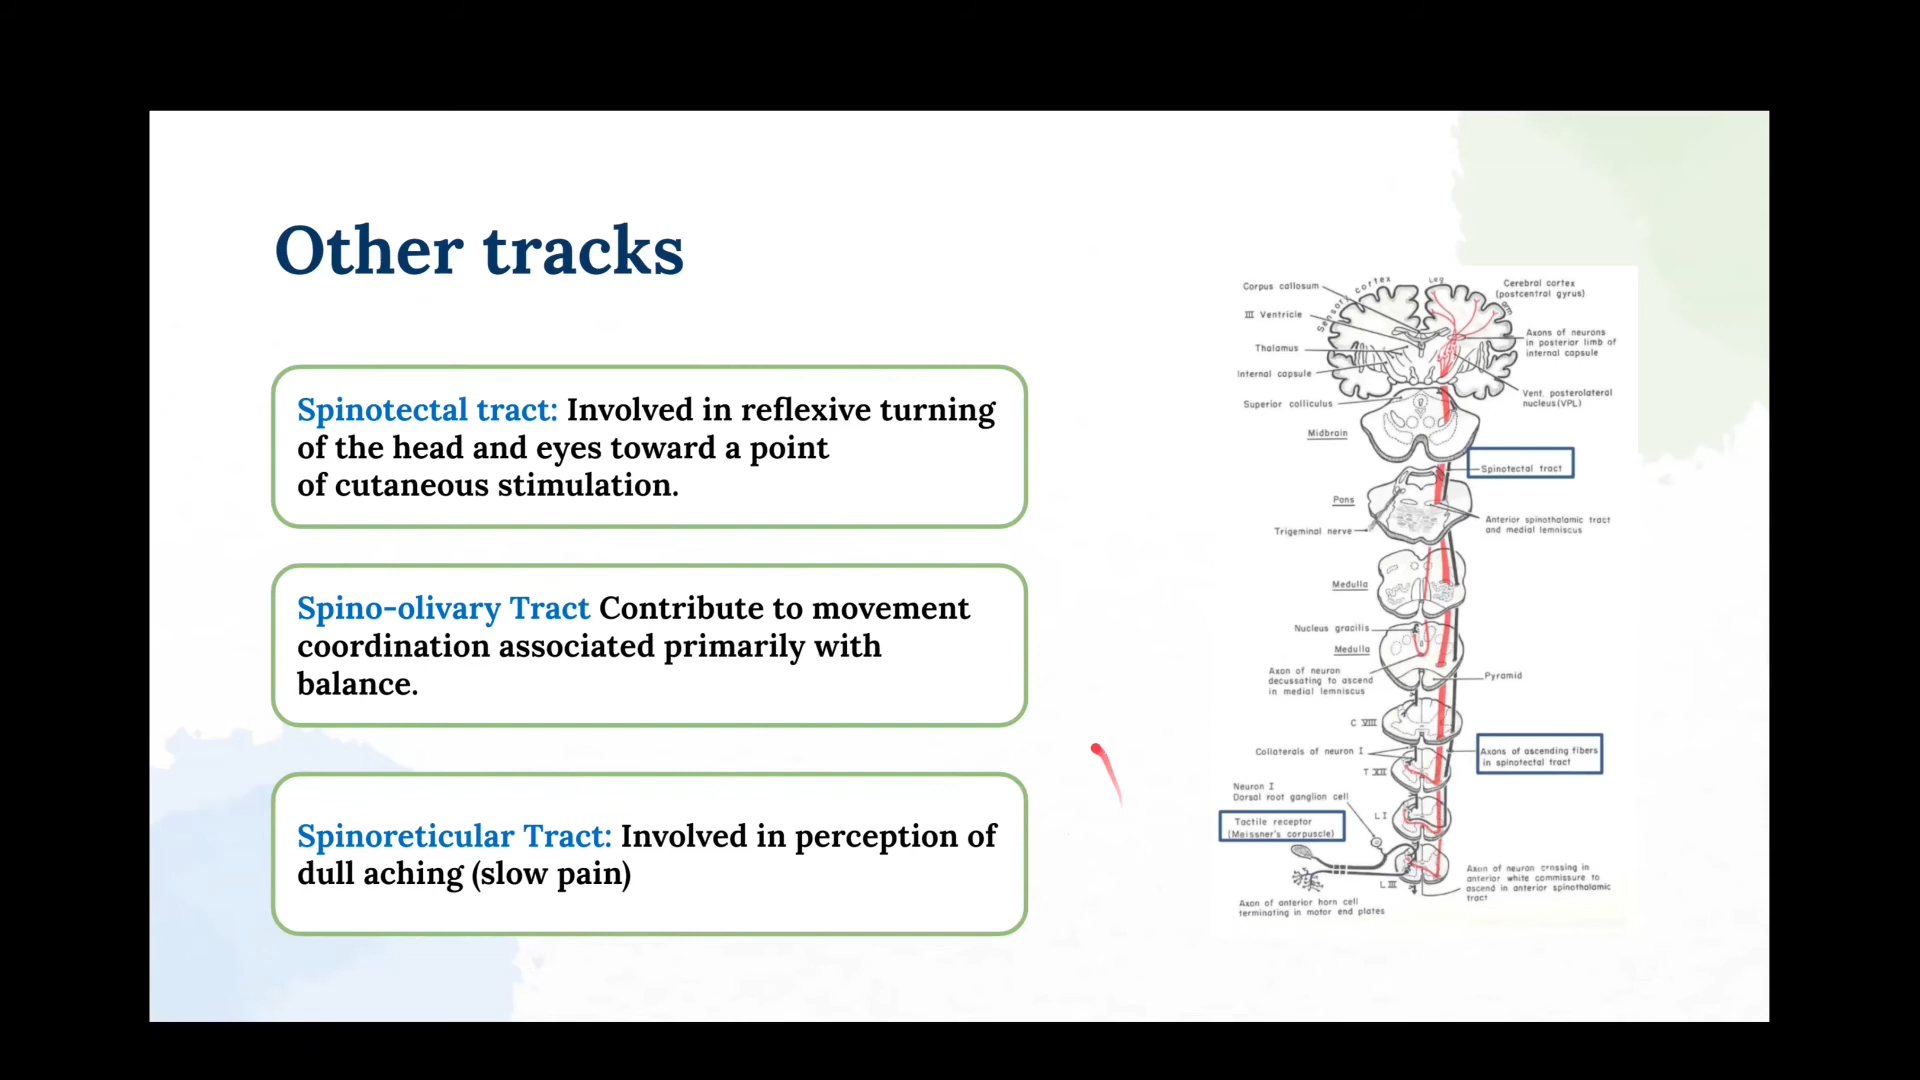 Other tracks
Spinotectal tract: Involved in reflexive turning
of the head and eyes toward a point
of cutaneous stimulation.
Spino-olivary Tract Contribute to movement
coordination associated primarily with
balance.
Spinoreticular Tract: Involved in perception of
dull aching (slow pain)
Corpus callosum
III Ventricle
Thalamus
Internal capsule
Superior colliculus
Sensory cortex
Leg
arm
Cerebral cortex
(postcentral gyrus)
Axons of neurons
in posterior limb of
internal capsule
Vent. posterolateral
nucleus (VPL)
Midbrain
Spinotectal tract
Pons
Trigeminal nerve
Anterior spinothalamic tract
and medial lemniscus
Medulla
Nucleus gracilis
Medulla
Axon of neuron
decussating to ascend
in medial lemniscus
Pyramid
C VIII
Collaterals of neuron I
T XII
Axons of ascending fibers
in spinotectal tract
Neuron I
Dorsal root ganglion cell
L I
Tactile receptor
(Meissner's corpuscle)
L III
Axon of neuron crossing in
anterior white commissure to
ascend in anterior spinothalamic
tract
Axon of anterior horn cell
terminating in motor end plates